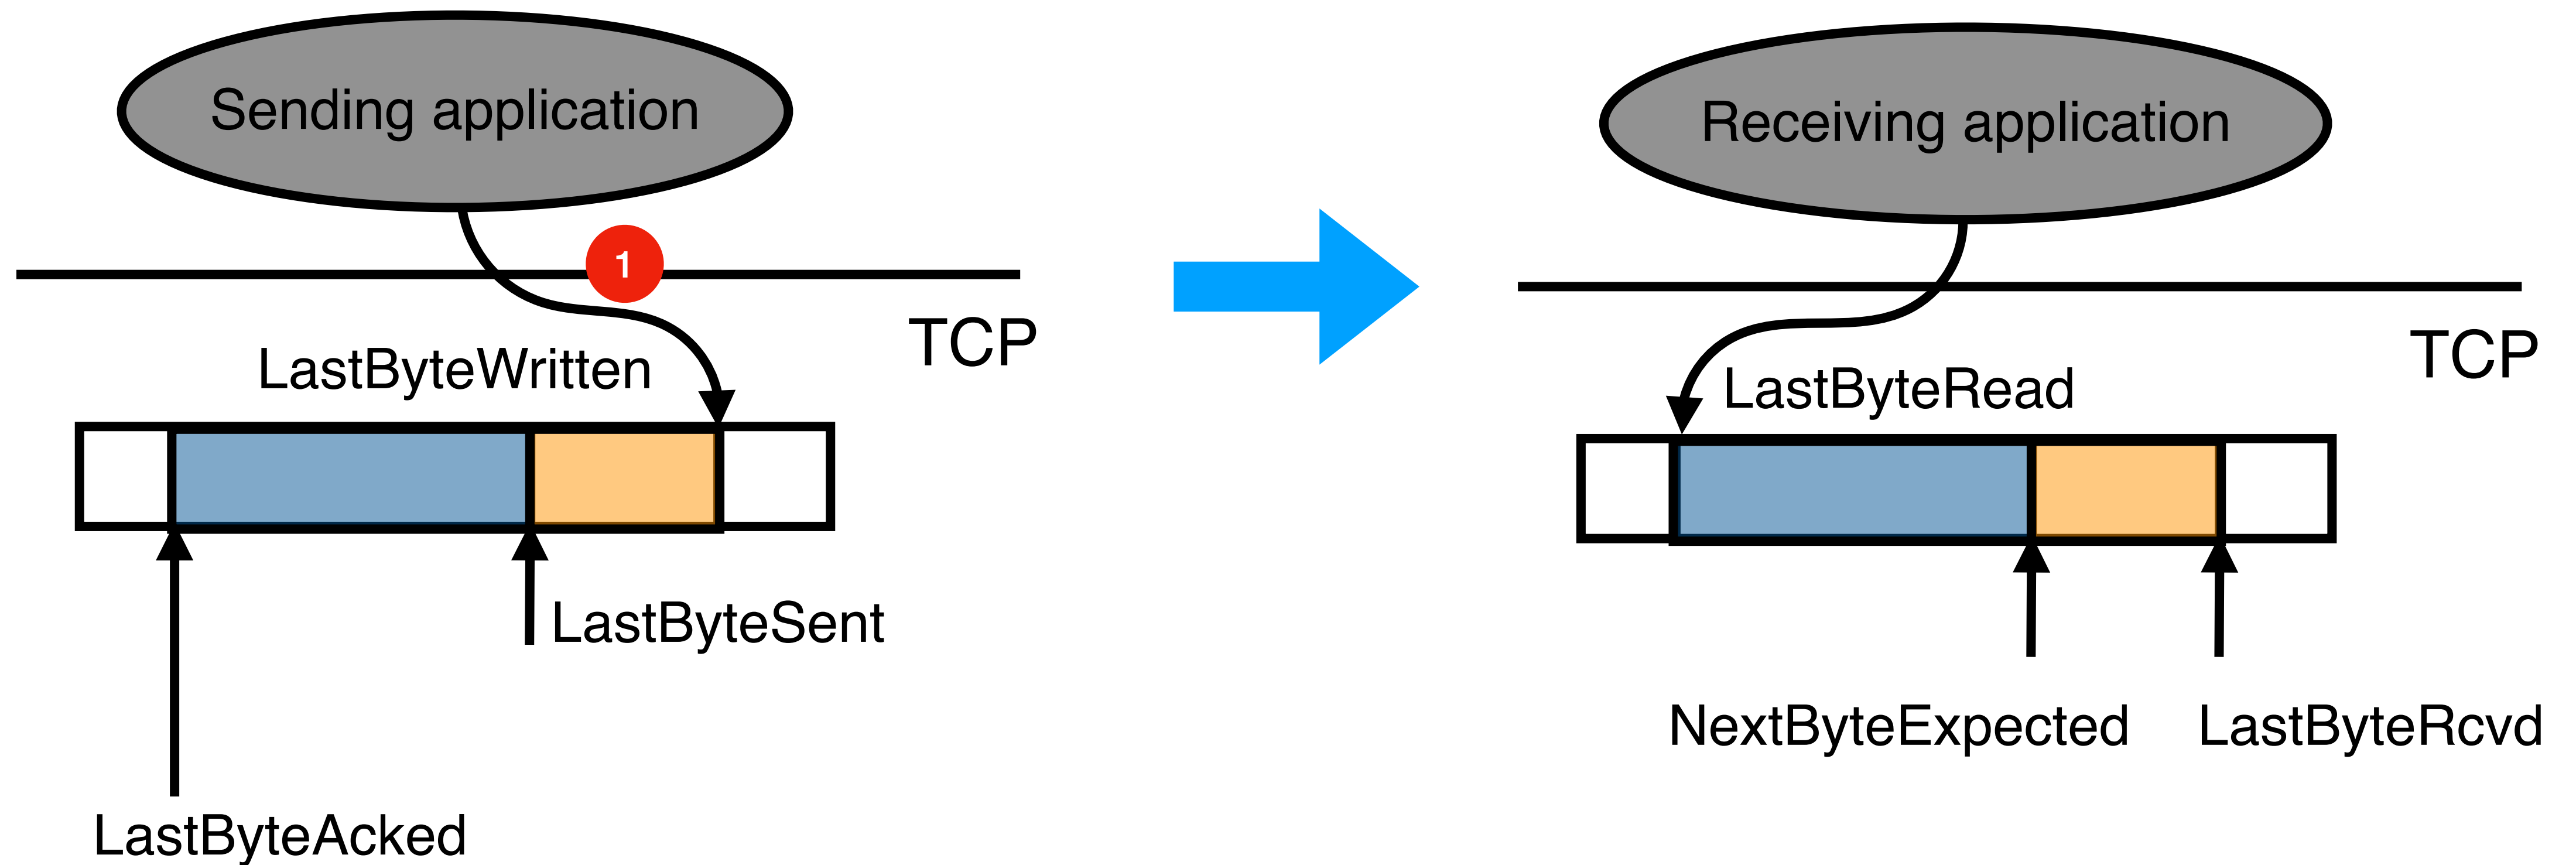 Sending application
1
TCP
LastByteWritten
LastByteSent
LastByteAcked
Receiving application
TCP
LastByteRead
NextByteExpected
LastByteRcvd